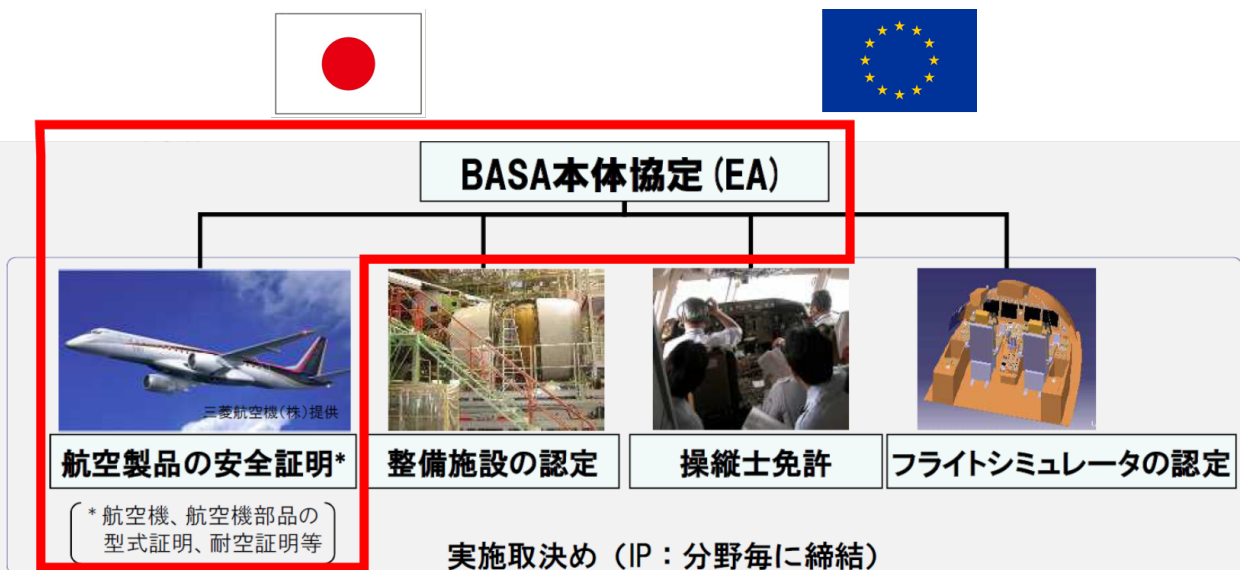 BASA本体協定(EA)
三菱航空機(株)提供
航空製品の安全証明*
整備施設の認定
操縦士免許
フライトシミュレータの認定
* 航空機、航空機部品の
型式証明、耐空証明等
実施取決め（IP：分野毎に締結）